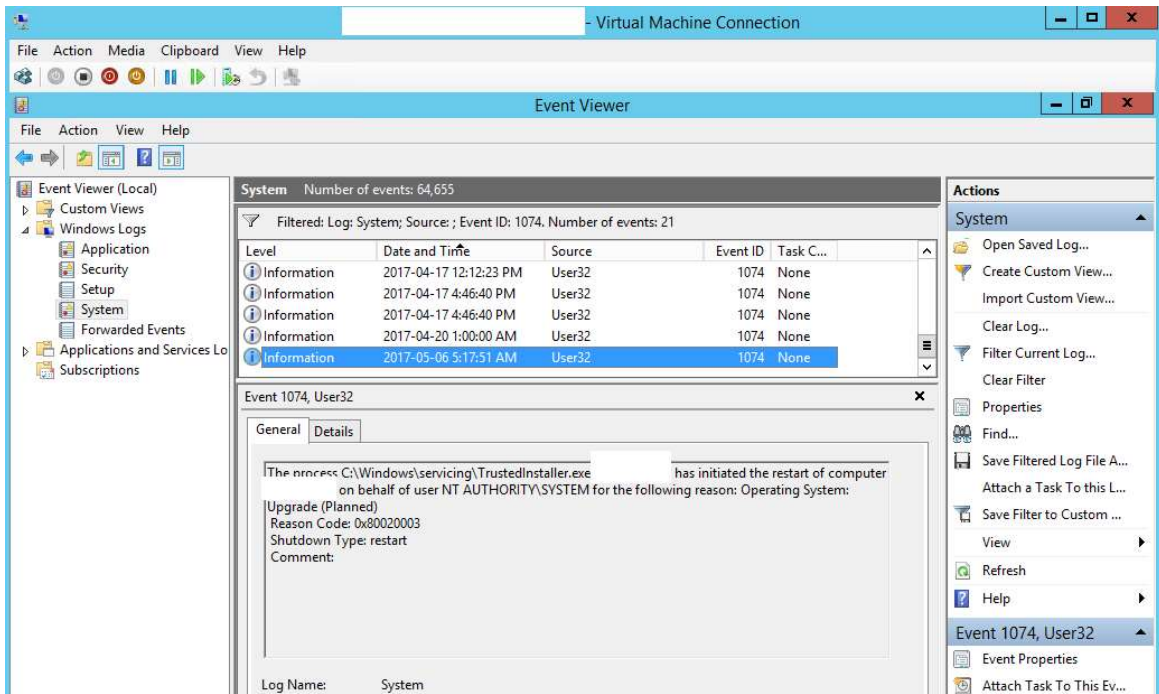 - Virtual Machine Connection
File Action Media Clipboard View Help
Event Viewer
File Action View Help
Event Viewer (Local)
Custom Views
Windows Logs
Application
Security
Setup
System
Forwarded Events
Applications and Services Lo
Subscriptions
System Number of events: 64,655
Filtered: Log: System; Source: ; Event ID: 1074. Number of events: 21
Level Date and Time Source Event ID Task C...
Information 2017-04-17 12:12:23 PM User32 1074 None
Information 2017-04-17 4:46:40 PM User32 1074 None
Information 2017-04-17 4:46:40 PM User32 1074 None
Information 2017-04-20 1:00:00 AM User32 1074 None
Information 2017-05-06 5:17:51 AM User32 1074 None
Event 1074, User32
General Details
The process C:\Windows\servicing\TrustedInstaller.exe has initiated the restart of computer
on behalf of user NT AUTHORITY\SYSTEM for the following reason: Operating System:
Upgrade (Planned)
Reason Code: 0x80020003
Shutdown Type: restart
Comment:
Log Name: System
Actions
System
Open Saved Log...
Create Custom View...
Import Custom View...
Clear Log...
Filter Current Log...
Clear Filter
Properties
Find...
Save Filtered Log File A...
Attach a Task To this L...
Save Filter to Custom ...
View
Refresh
Help
Event 1074, User32
Event Properties
Attach Task To This Ev...